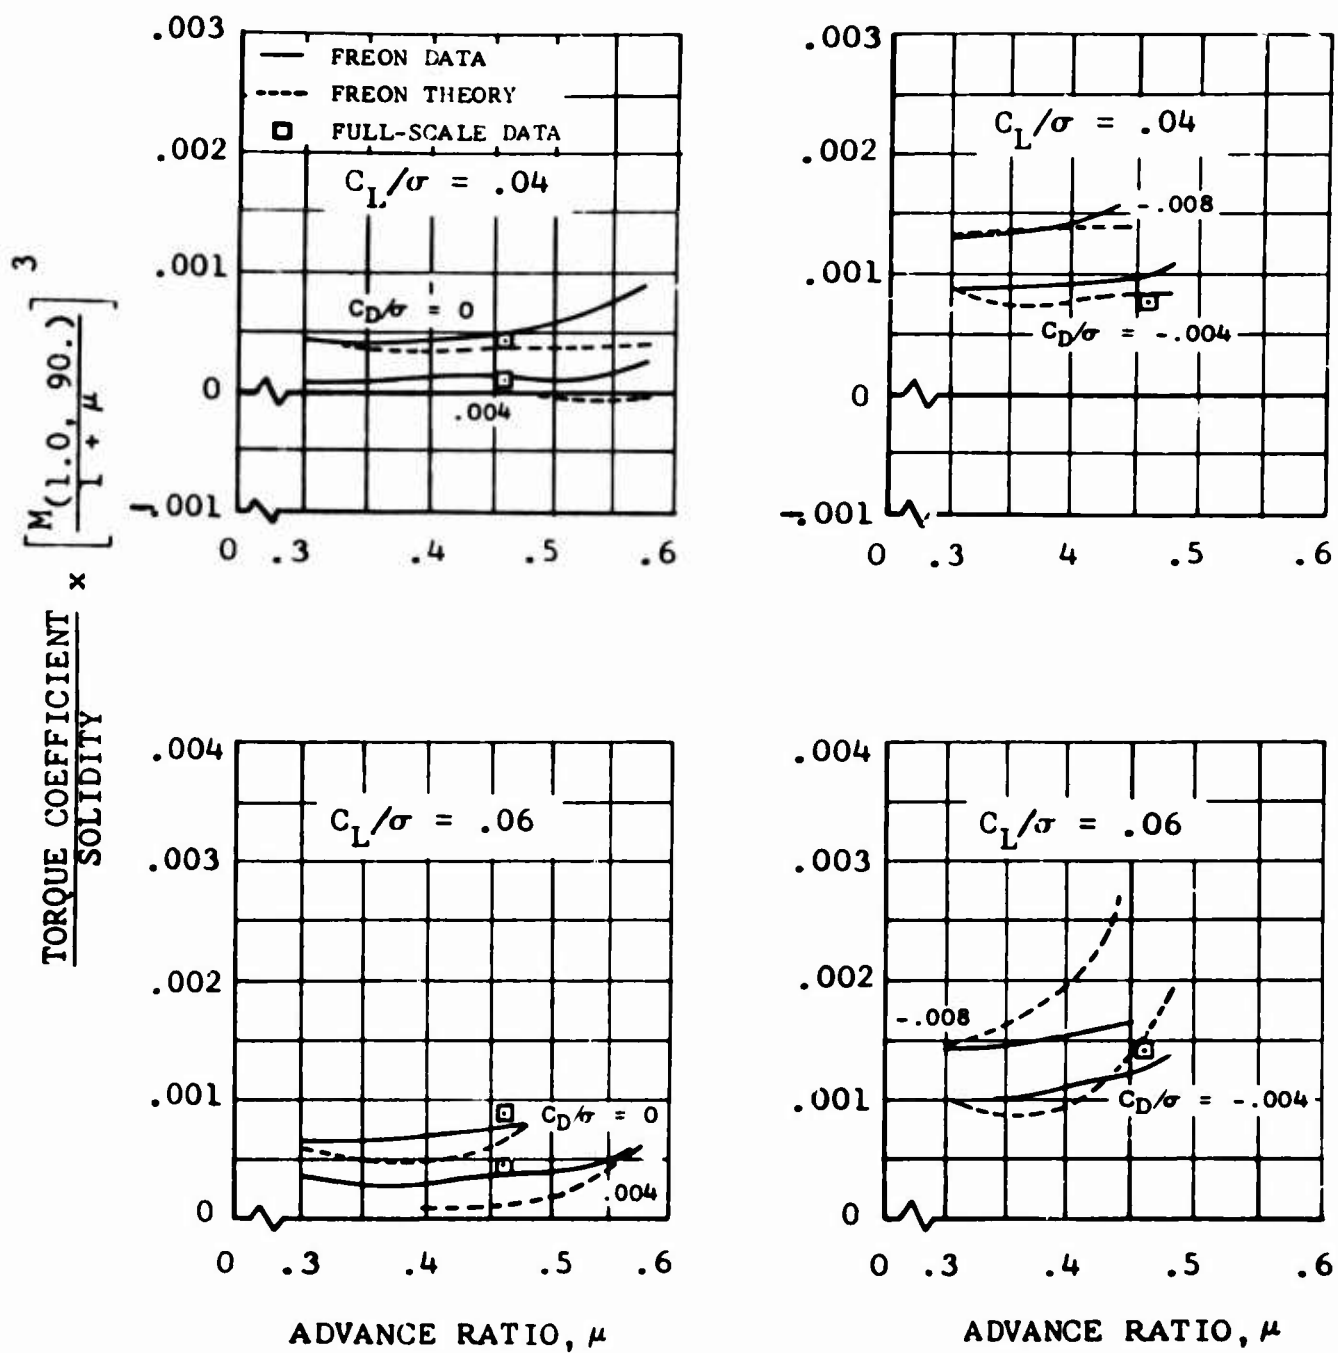 TORQUE COEFFICIENT / SOLIDITY × [M(1.0, 90.) / 1 + μ]³
.003
FREON DATA
FREON THEORY
FULL-SCALE DATA
.002
C_L/σ = .04
.001
C_D/σ = 0
0
.004
-.001
0 .3 .4 .5 .6
.003
C_L/σ = .04
.002
-.008
.001
C_D/σ = -.004
0
-.001
0 .3 4 .5 .6
.004
C_L/σ = .06
.003
.002
.001
C_D/σ = 0
.004
0
0 .3 .4 .5 .6
ADVANCE RATIO, μ
.004
C_L/σ = .06
.003
.002
-.008
.001
C_D/σ = -.004
0
0 .3 .4 .5 .6
ADVANCE RATIO, μ